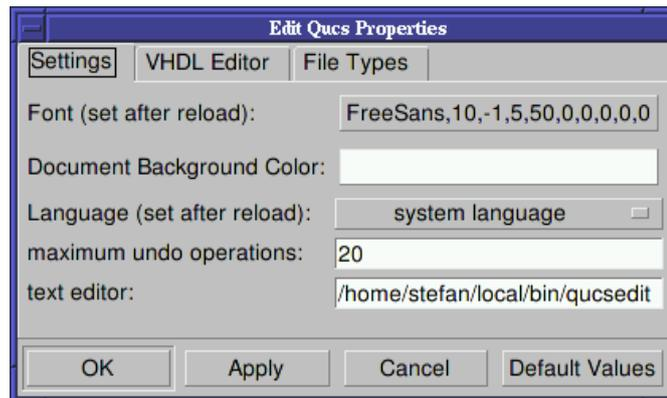 Edit Qucs Properties
Settings VHDL Editor File Types
Font (set after reload): FreeSans,10,-1,5,50,0,0,0,0,0
Document Background Color:
Language (set after reload): system language
maximum undo operations: 20
text editor: /home/stefan/local/bin/qucsedit
OK Apply Cancel Default Values